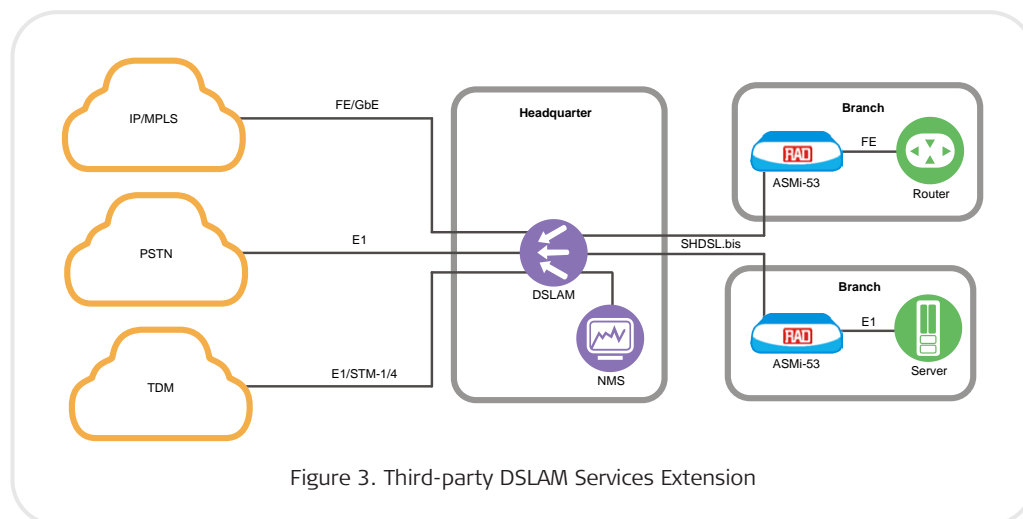 IP/MPLS
FE/GbE
Headquarter
Branch
RAD
FE
ASMi-53
Router
PSTN
E1
DSLAM
SHDSL.bis
Branch
RAD
E1
ASMi-53
Server
TDM
E1/STM-1/4
NMS
Figure 3. Third-party DSLAM Services Extension